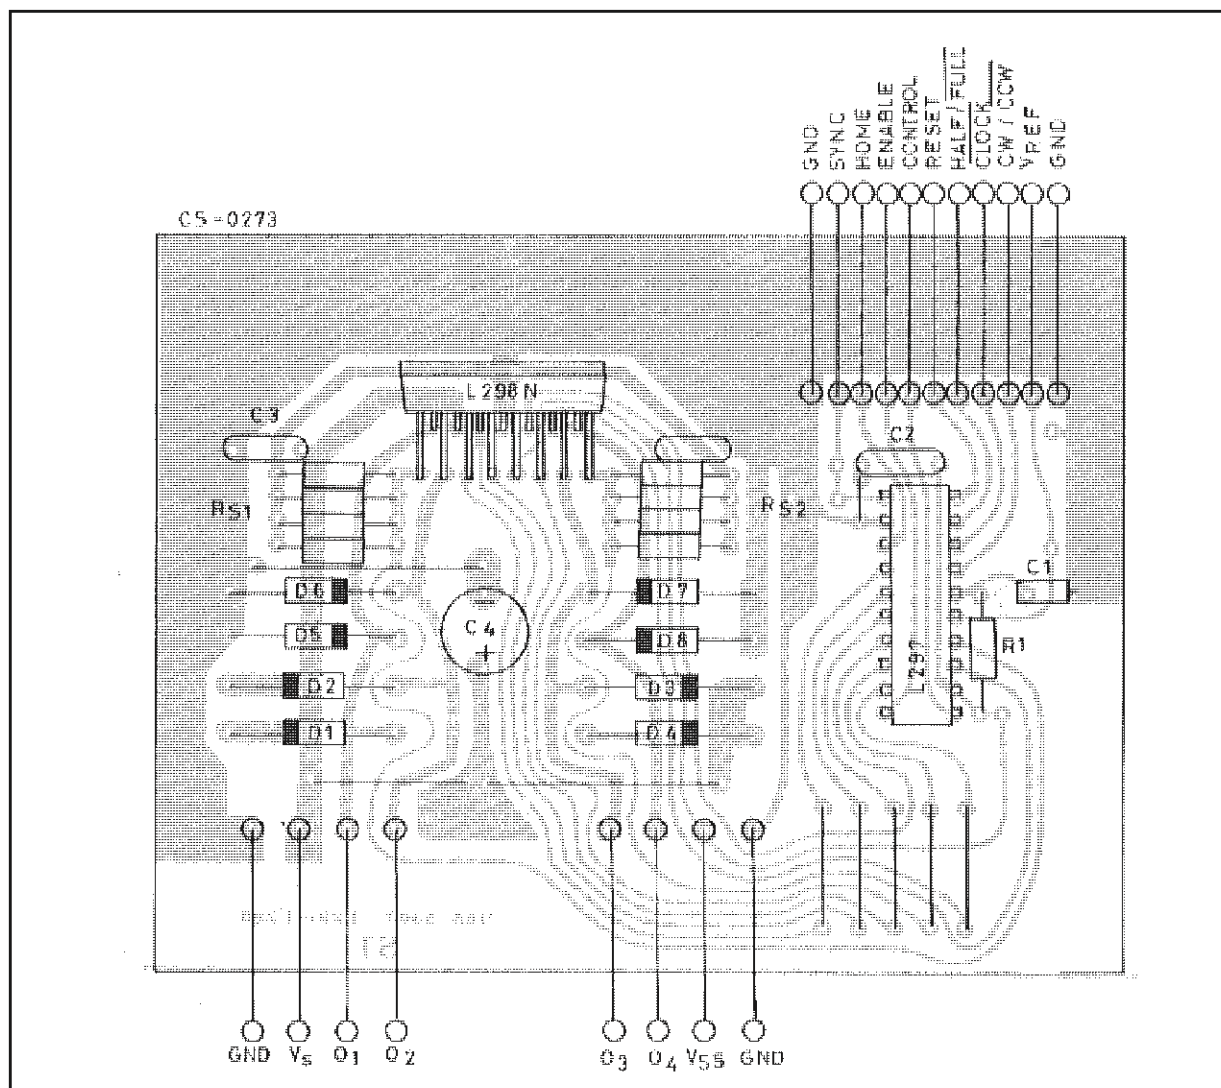 GND
SYNC
HOME
ENABLE
CONTROL
RESET
HALF/FULL
CLOCK
CW / CCW
VREF
GND
CS-0273
L298N
C3
C2
RS1
RS2
D6
D7
C1
D5
C4
+
D8
R1
L297
D2
D3
D1
D4
GND
Vs
O1
O2
O3
O4
VSS
GND